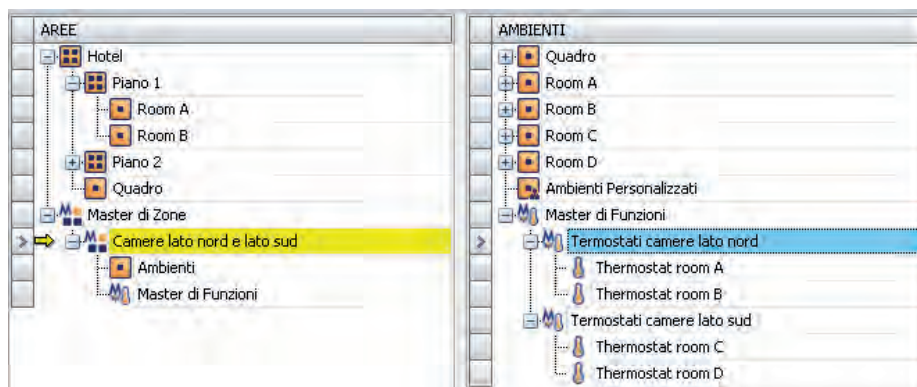 AREE
Hotel
Piano 1
Room A
Room B
Piano 2
Quadro
Master di Zone
Camere lato nord e lato sud
Ambienti
Master di Funzioni
AMBIENTI
Quadro
Room A
Room B
Room C
Room D
Ambienti Personalizzati
Master di Funzioni
Termostati camere lato nord
Thermostat room A
Thermostat room B
Termostati camere lato sud
Thermostat room C
Thermostat room D